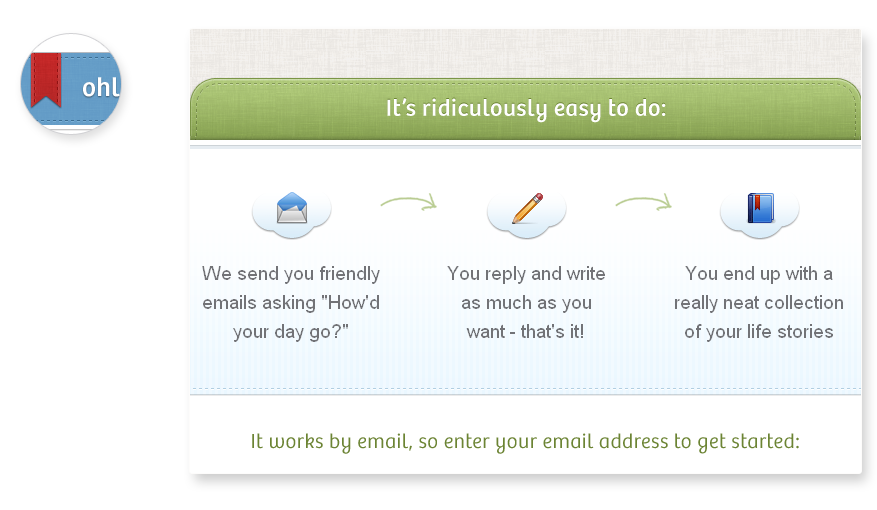 ohl
It's ridiculously easy to do:
We send you friendly
emails asking "How'd
your day go?"
You reply and write
as much as you
want - that's it!
You end up with a
really neat collection
of your life stories
It works by email, so enter your email address to get started: